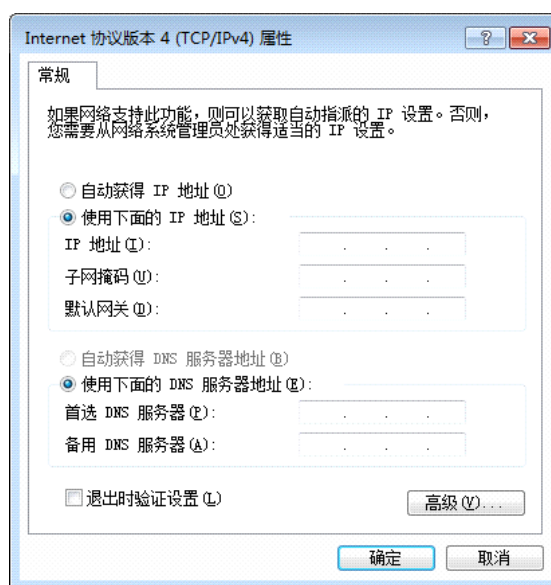 Internet 协议版本 4 (TCP/IPv4) 属性
常规
如果网络支持此功能，则可以获取自动指派的 IP 设置。否则，
您需要从网络系统管理员处获得适当的 IP 设置。
自动获得 IP 地址(O)
使用下面的 IP 地址(S):
IP 地址(I):
子网掩码(U):
默认网关(D):
自动获得 DNS 服务器地址(B)
使用下面的 DNS 服务器地址(E):
首选 DNS 服务器(P):
备用 DNS 服务器(A):
退出时验证设置(L)
高级(V)...
确定 取消